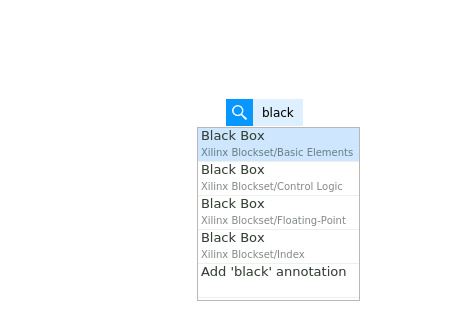 black
Black Box
Xilinx Blockset/Basic Elements
Black Box
Xilinx Blockset/Control Logic
Black Box
Xilinx Blockset/Floating-Point
Black Box
Xilinx Blockset/Index
Add 'black' annotation